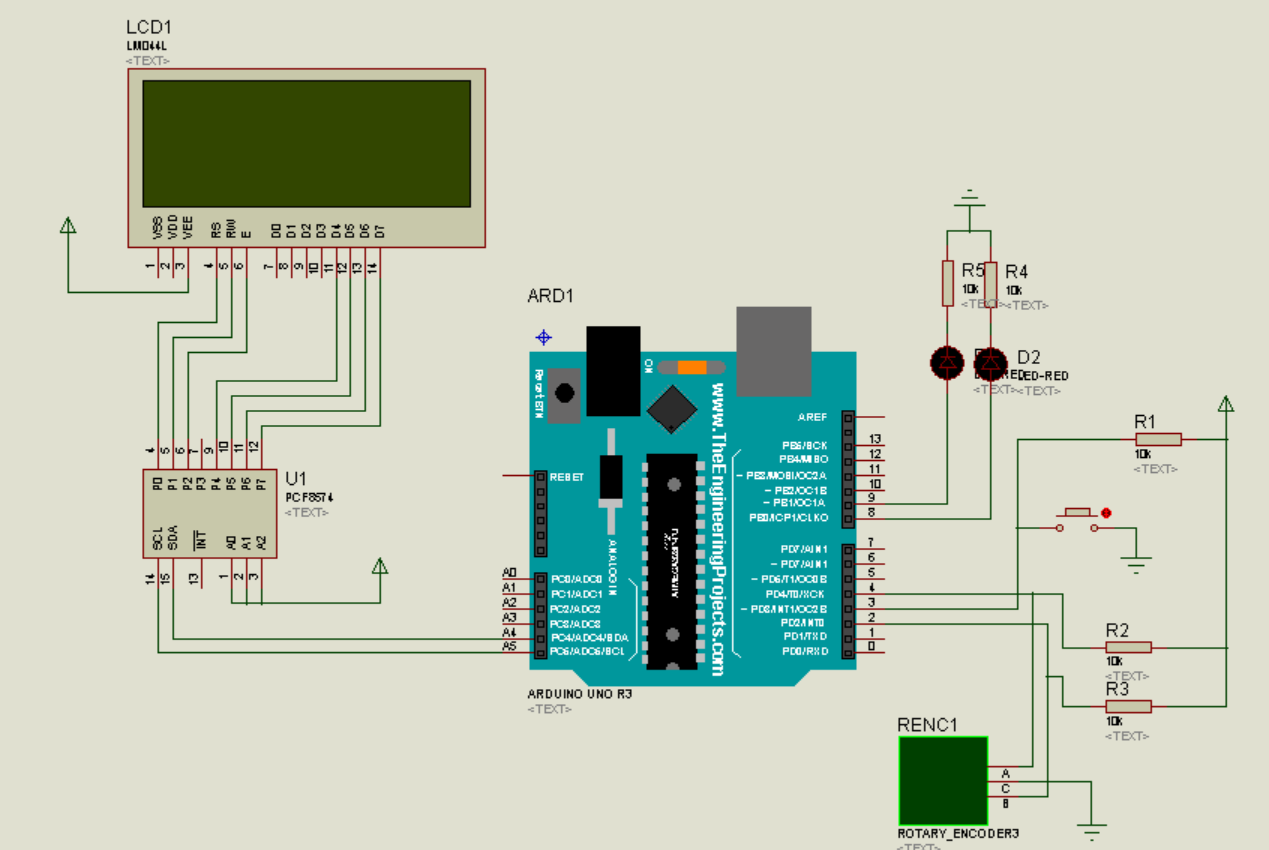 LCD1
LM044L
<TEXT>
VSS
VDD
VEE
RS
RW
E
D0
D1
D2
D3
D4
D5
D6
D7
1
2
3
4
5
6
7
8
9
10
11
12
13
14
U1
PCF8574
<TEXT>
4
5
6
7
9
10
11
12
P0
P1
P2
P3
P4
P5
P6
P7
SCL
SDA
INT
A0
A1
A2
14
15
13
1
2
3
ARD1
Reset BTN
ON
www.TheEngineeringProjects.com
ANALOG IN
RESET
A0
A1
A2
A3
A4
A5
PC0/ADC0
PC1/ADC1
PC2/ADC2
PC3/ADC3
PC4/ADC4/SDA
PC5/ADC5/SCL
AREF
PB5/SCK
PB4/MISO
~ PB3/MOSI/OC2A
~ PB2/OC1B
~ PB1/OC1A
PB0/ICP1/CLKO
13
12
11
10
9
8
PD7/AIN1
~ PD7/AIN1
~ PD6/T1/OC0B
PD4/T0/XCK
~ PD3/INT1/OC2B
PD2/INT0
PD1/TXD
PD0/RXD
7
6
5
4
3
2
1
0
ARDUINO UNO R3
<TEXT>
R5
10k
<TEXT>
R4
10k
<TEXT>
D2
LED-RED
<TEXT>
<TEXT>
R1
10k
<TEXT>
R2
10k
<TEXT>
R3
10k
<TEXT>
RENC1
A
C
B
ROTARY_ENCODER3
<TEXT>